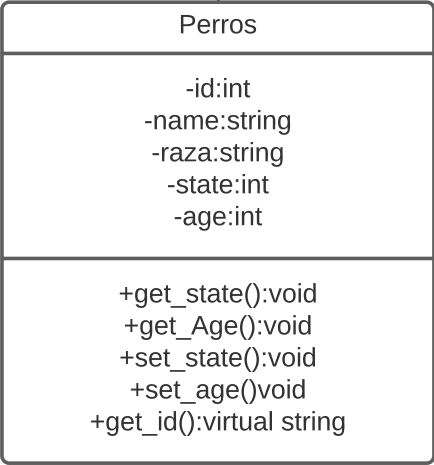 Perros
-id:int
-name:string
-raza:string
-state:int
-age:int
+get_state():void
+get_Age():void
+set_state():void
+set_age()void
+get_id():virtual string